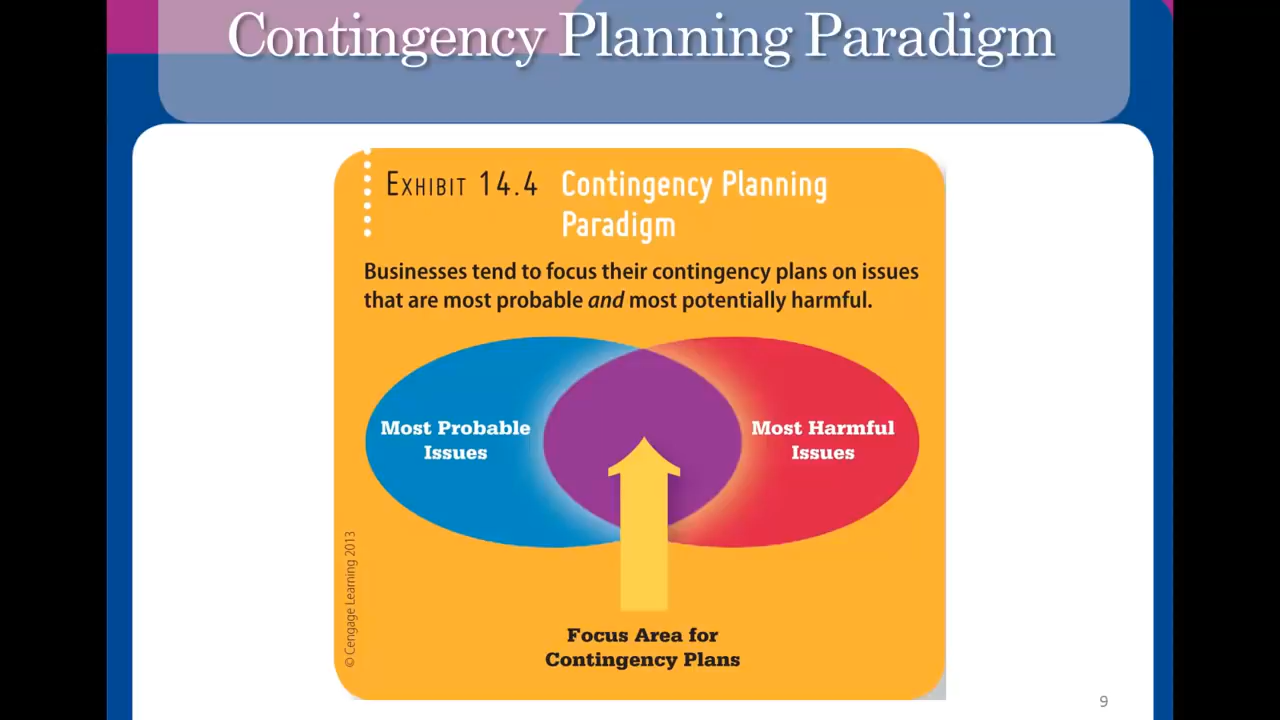 Contingency Planning Paradigm
EXHIBIT 14.4 Contingency Planning
Paradigm
Businesses tend to focus their contingency plans on issues
that are most probable and most potentially harmful.
Most Probable
Issues
Most Harmful
Issues
Focus Area for
Contingency Plans
© Cengage Learning 2013
9